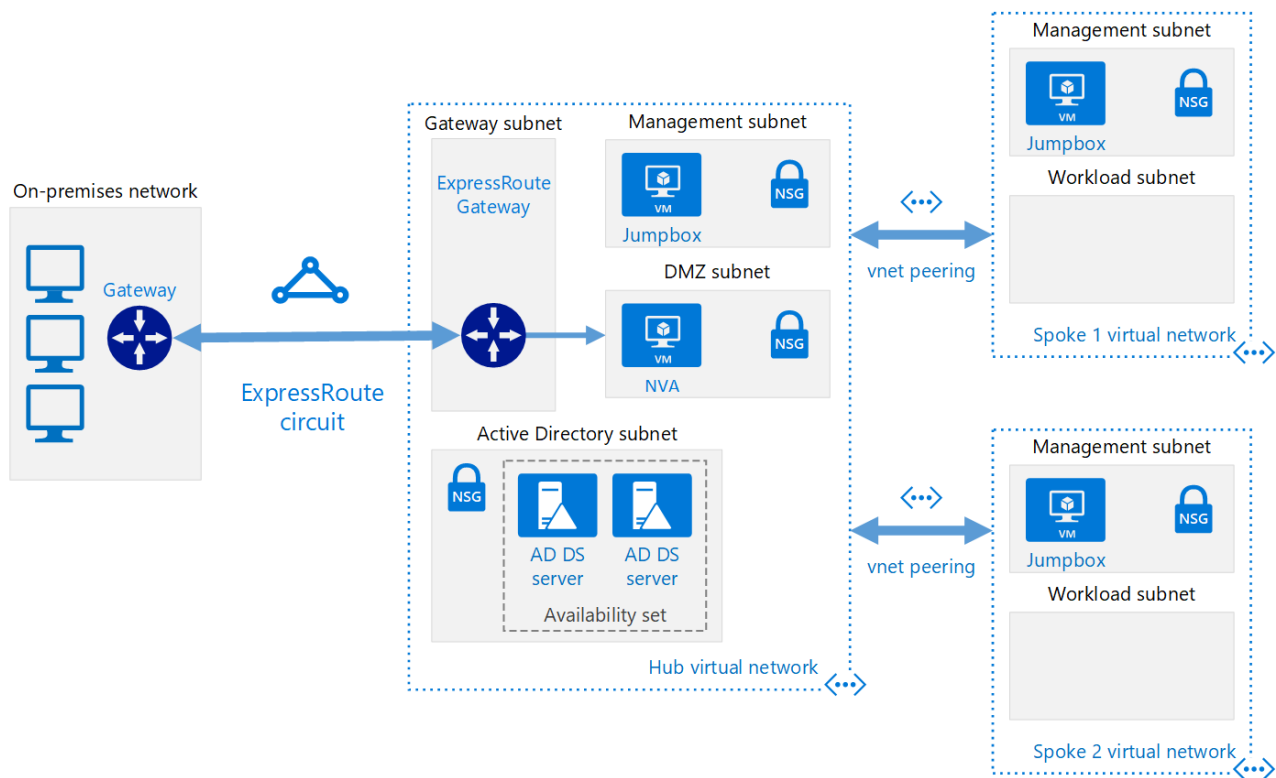 On-premises network
Gateway
ExpressRoute
circuit
Gateway subnet
ExpressRoute
Gateway
Management subnet
VM
Jumpbox
NSG
DMZ subnet
VM
NVA
NSG
Active Directory subnet
NSG
AD DS
server
AD DS
server
Availability set
Hub virtual network
vnet peering
vnet peering
Management subnet
VM
Jumpbox
NSG
Workload subnet
Spoke 1 virtual network
Management subnet
VM
Jumpbox
NSG
Workload subnet
Spoke 2 virtual network